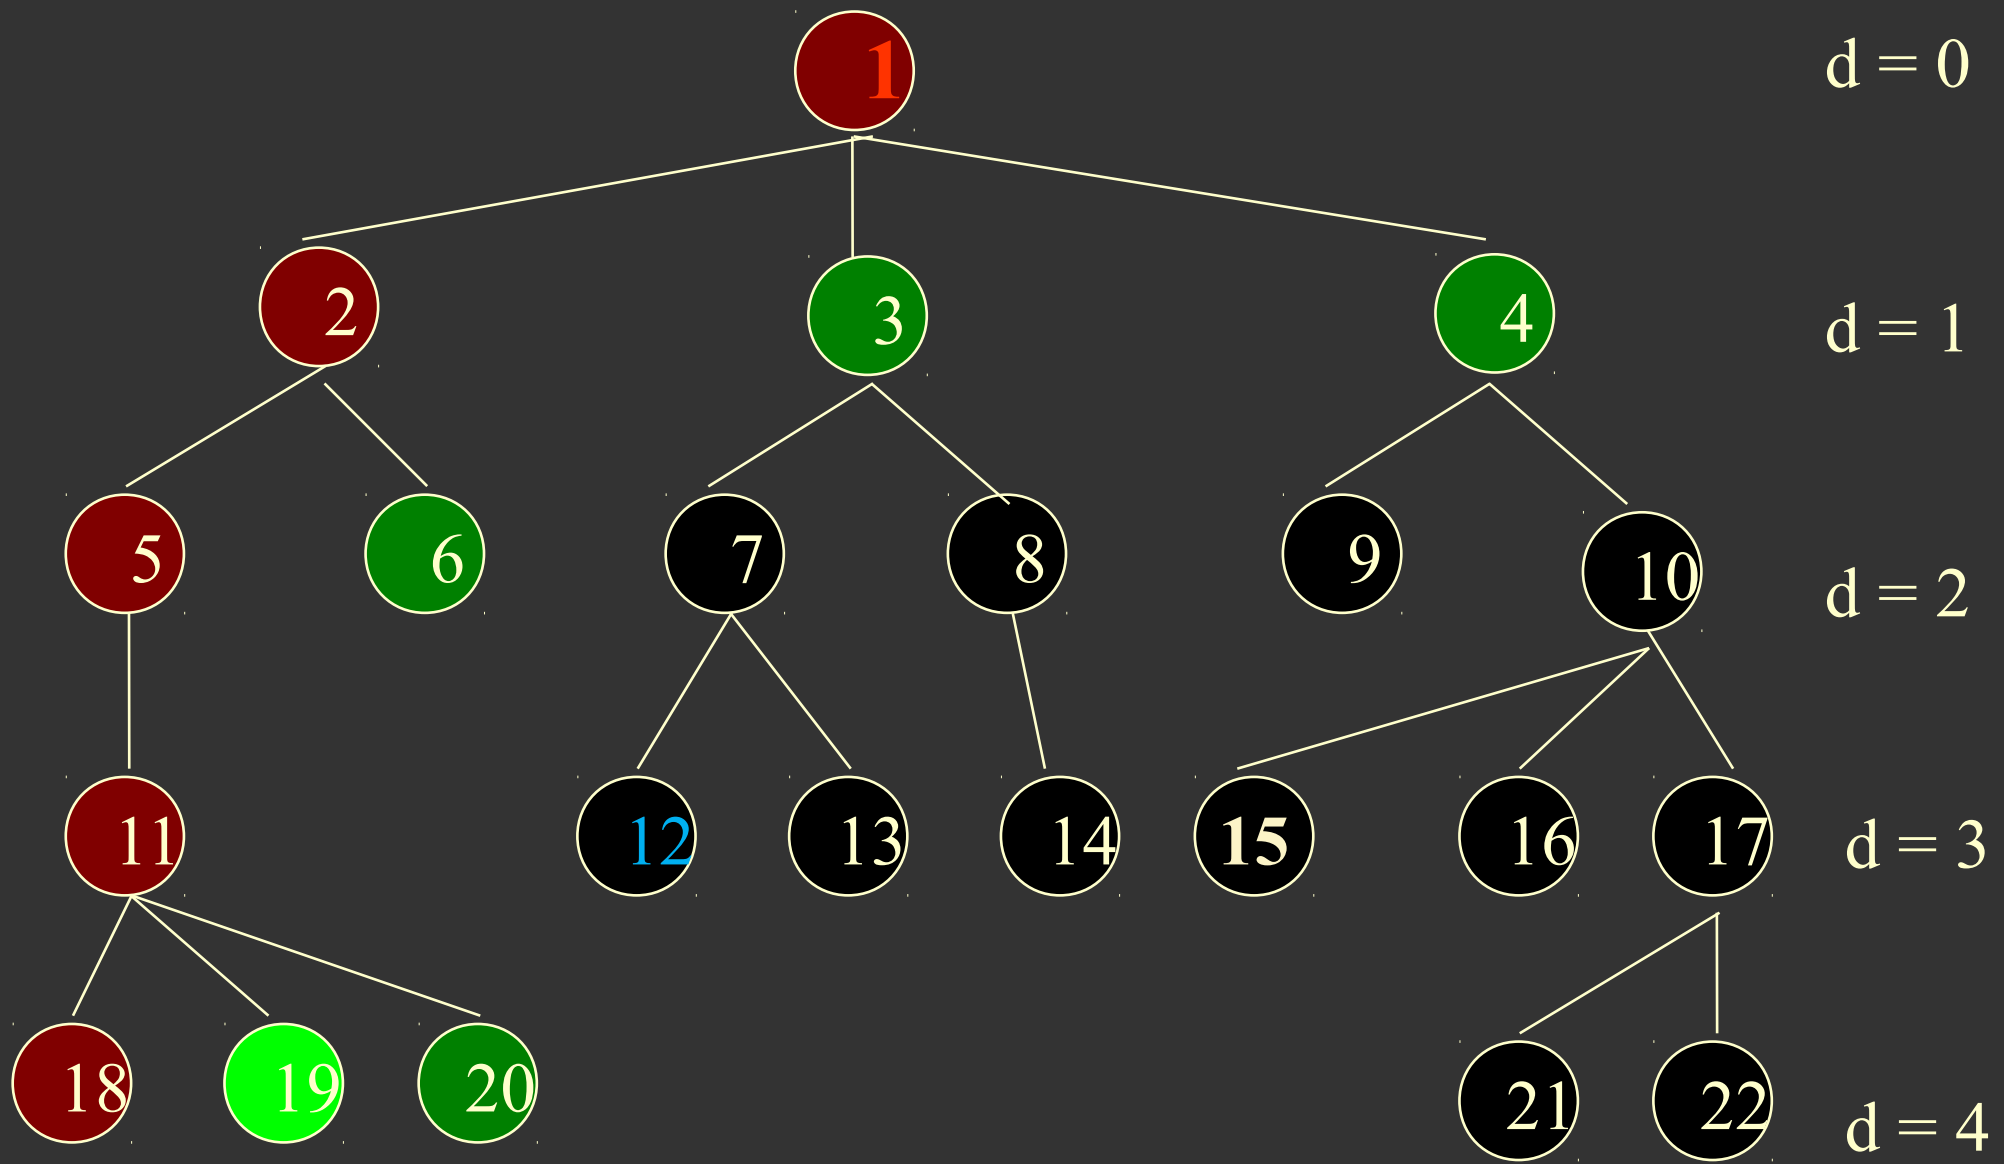 1 d = 0
2 3 4 d = 1
5 6 7 8 9 10 d = 2
11 12 13 14 15 16 17 d = 3
18 19 20 21 22 d = 4